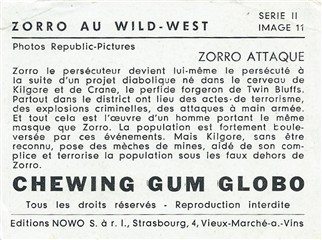 ZORRO AU WILD-WEST
SERIE II
IMAGE 11
Photos Republic-Pictures
ZORRO ATTAQUE
Zorro le persécuteur devient lui-même le persécuté à
la suite d'un projet diabolique né dans le cerveau de
Kilgore et de Crane, le perfide forgeron de Twin Bluffs.
Partout dans le district ont lieu des actes-de terrorisme,
des explosions criminelles, des attaques à main armée.
Et tout cela est l'œuvre d'un homme portant le même
masque que Zorro. La population est fortement boule-
versée par ces événements. Mais Kilgore, sans être
reconnu, pose des mèches de mines, aidé de son com-
plice et terrorise la population sous les faux dehors de
Zorro.
CHEWING GUM GLOBO
Tous les droits réservés - Reproduction interdite
Editions NOWO S. à r. l., Strasbourg, 4, Vieux-Marché-a.-Vins